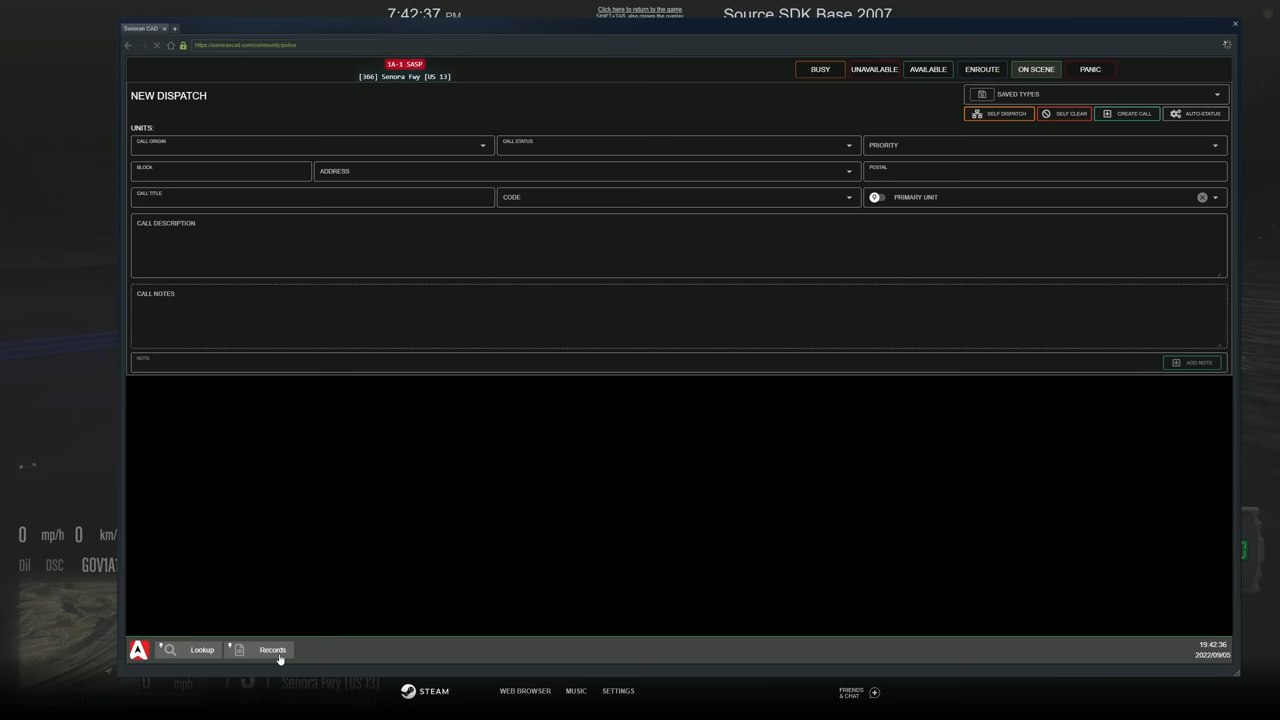 7:42:37 PM
Click here to return to the game
SHIFT+TAB also closes the overlay
Source SDK Base 2007
Sonoran CAD
https://sonorancad.com/community/police
1A-1 SASP
[366] Senora Fwy [US 13]
BUSY
UNAVAILABLE
AVAILABLE
ENROUTE
ON SCENE
PANIC
NEW DISPATCH
SAVED TYPES
SELF DISPATCH
SELF CLEAR
CREATE CALL
AUTO-STATUS
UNITS:
CALL ORIGIN
CALL STATUS
PRIORITY
BLOCK
ADDRESS
POSTAL
CALL TITLE
CODE
PRIMARY UNIT
CALL DESCRIPTION
CALL NOTES
NOTE
ADD NOTE
0 mp/h 0 km/
Oil DSC GOV1A1
Lookup
Records
19:42:36
2022/09/05
0 mph
Senora Fwy [US 13]
STEAM
WEB BROWSER
MUSIC
SETTINGS
FRIENDS
& CHAT